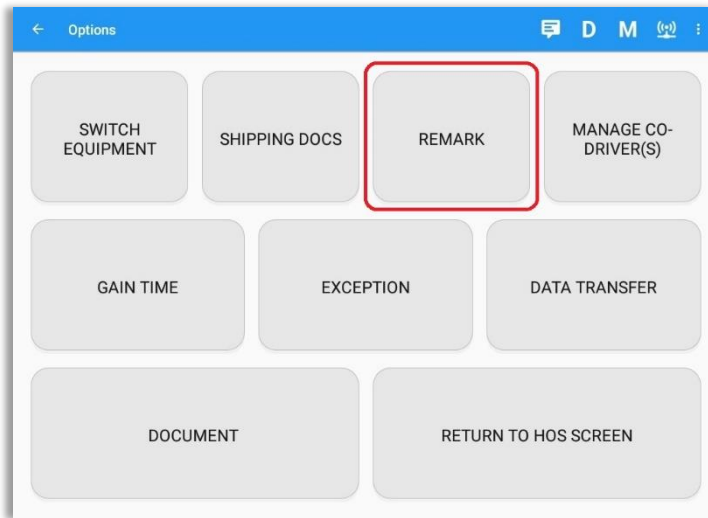 Options
D M
SWITCH
EQUIPMENT
SHIPPING DOCS
REMARK
MANAGE CO-
DRIVER(S)
GAIN TIME
EXCEPTION
DATA TRANSFER
DOCUMENT
RETURN TO HOS SCREEN